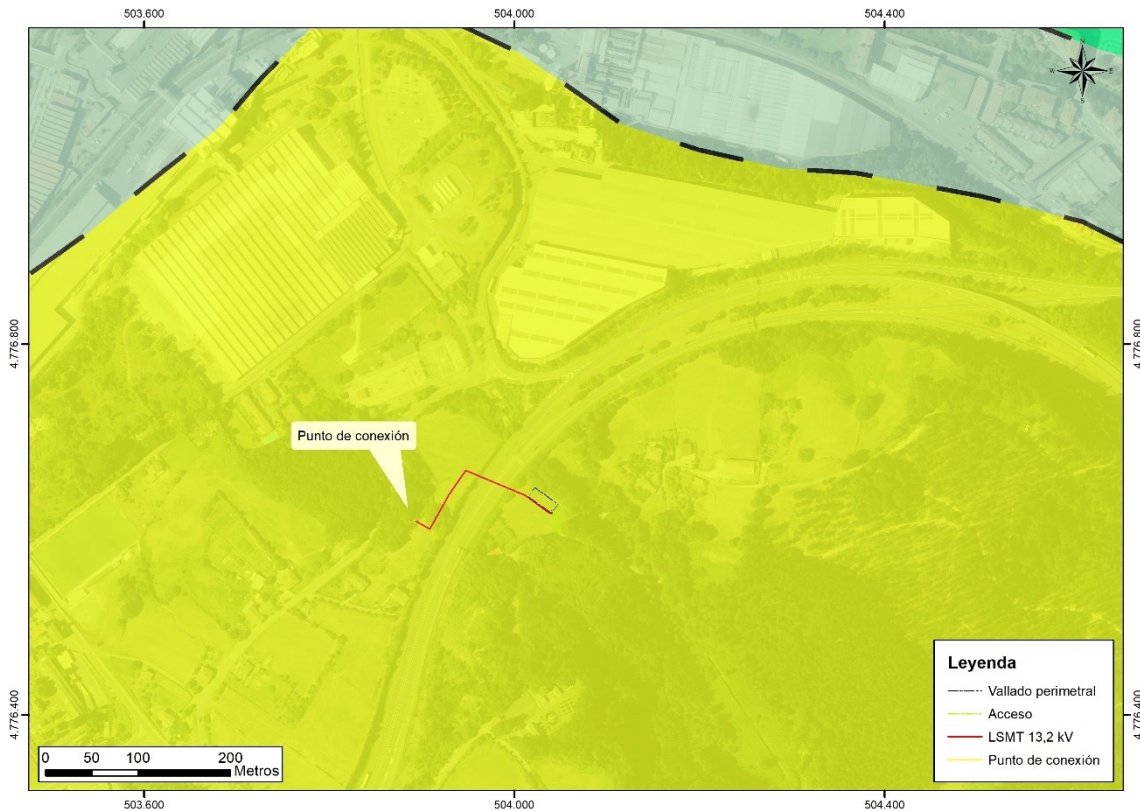 503.600 504.000 504.400
N
W E
S
4.776.800 4.776.800
Punto de conexión
Leyenda
Vallado perimetral
Acceso
LSMT 13,2 kV
Punto de conexión
4.776.400 4.776.400
0 50 100 200
Metros
503.600 504.000 504.400